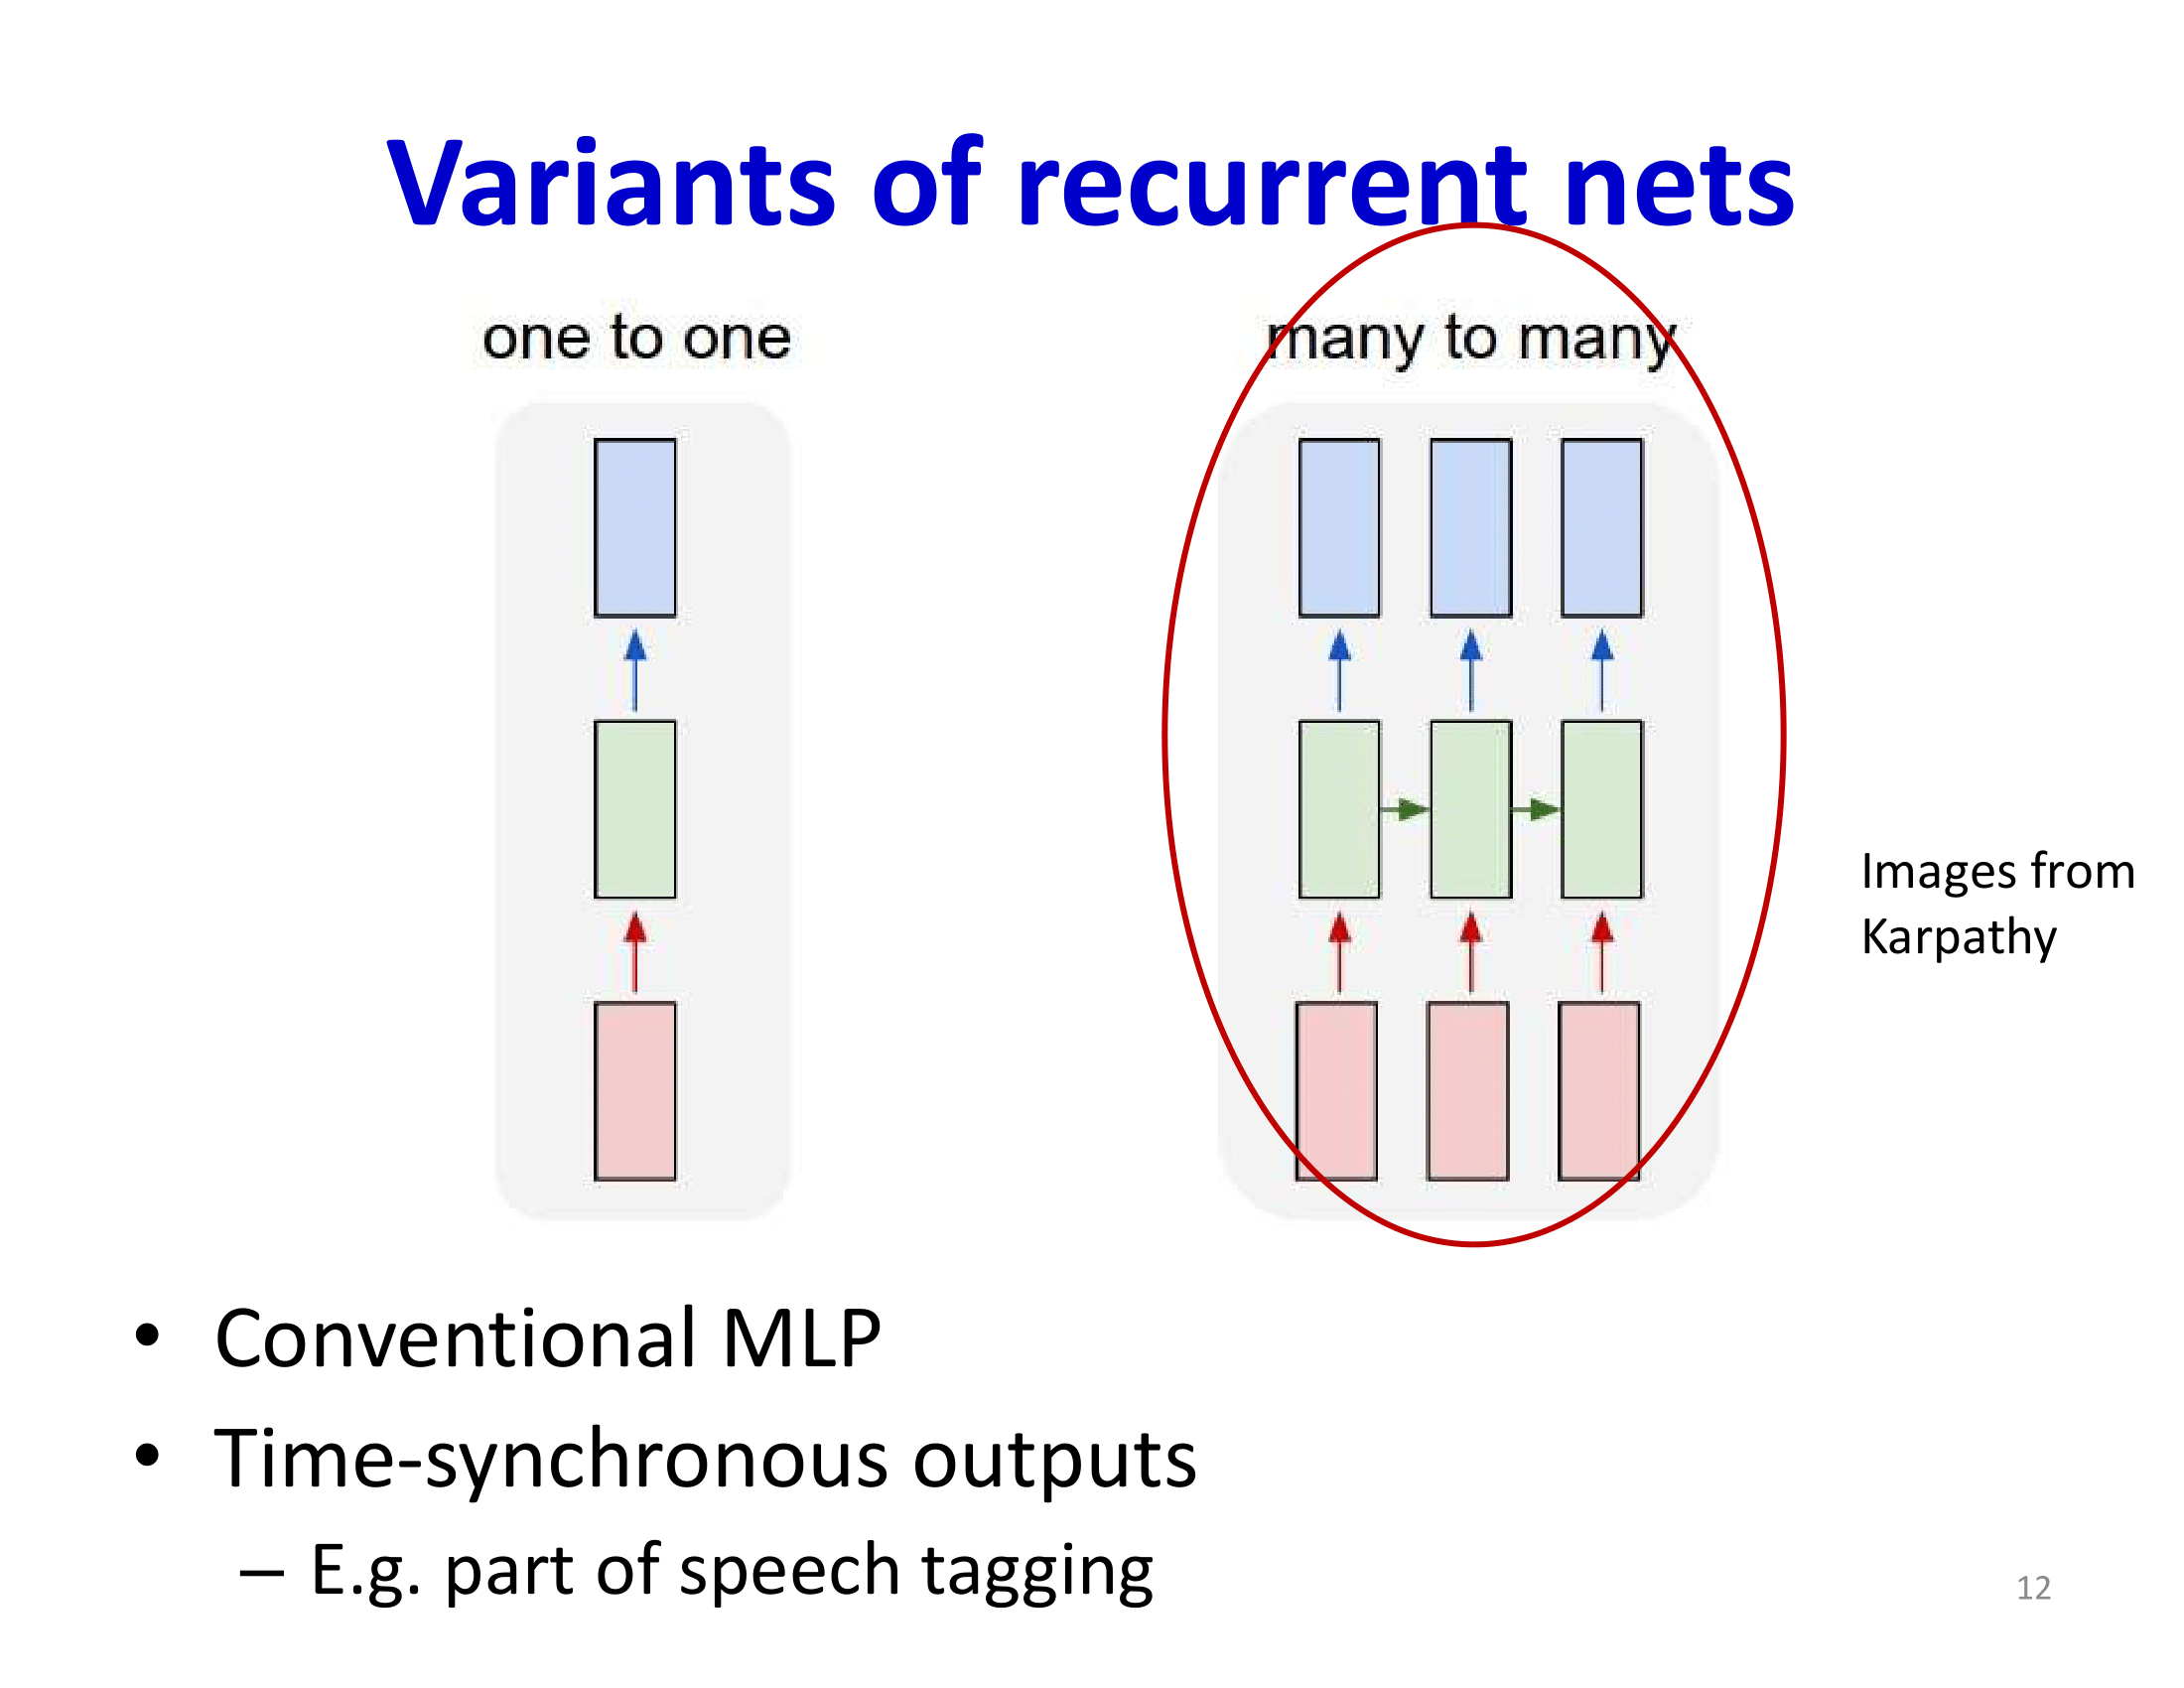 Variants of recurrent nets
one to one
many to many
Images from
Karpathy
• Conventional MLP
• Time-synchronous outputs
– E.g. part of speech tagging
12